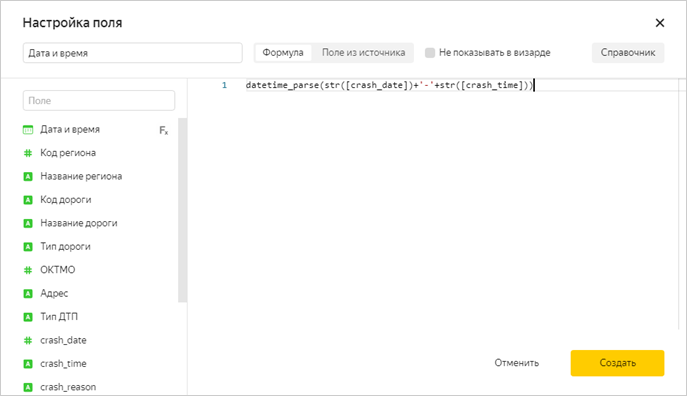 Настройка поля
Дата и время
Формула
Поле из источника
Не показывать в визарде
Справочник
Поле
1 datetime_parse(str([crash_date])+'-'+str([crash_time]))
Дата и время Fx
Код региона
Название региона
Код дороги
Название дороги
Тип дороги
ОКТМО
Адрес
Тип ДТП
crash_date
crash_time
crash_reason
Отменить
Создать